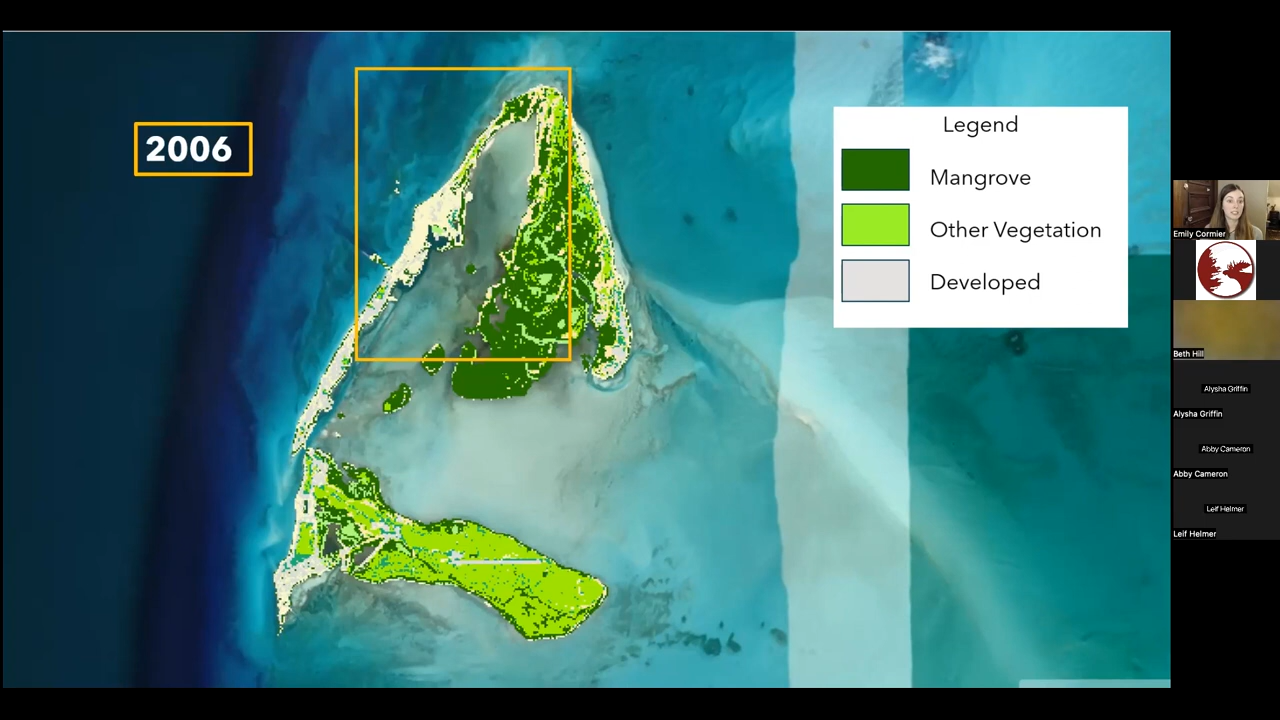 2006
Legend
Mangrove
Other Vegetation
Developed
Emily Cormier
Beth Hill
Alysha Griffin
Alysha Griffin
Abby Cameron
Abby Cameron
Leif Helmer
Leif Helmer